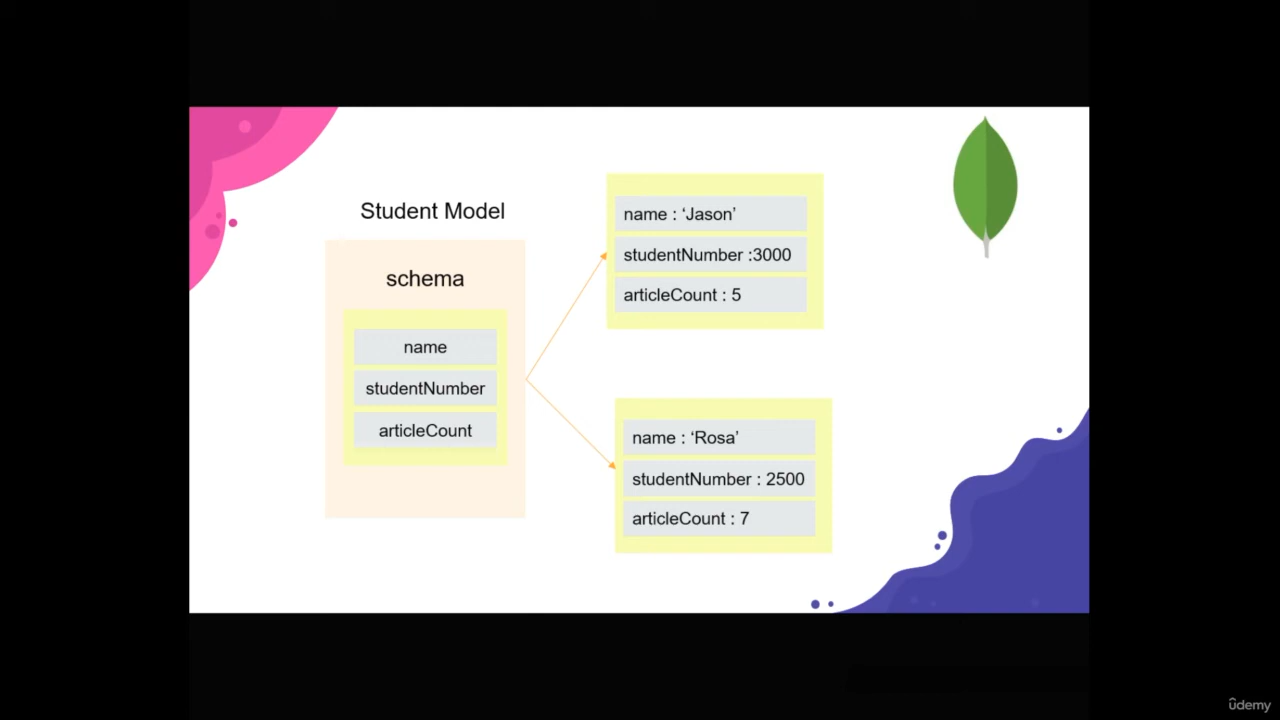 Student Model
schema
name
studentNumber
articleCount
name : ‘Jason’
studentNumber :3000
articleCount : 5
name : ‘Rosa’
studentNumber : 2500
articleCount : 7
ûdemy